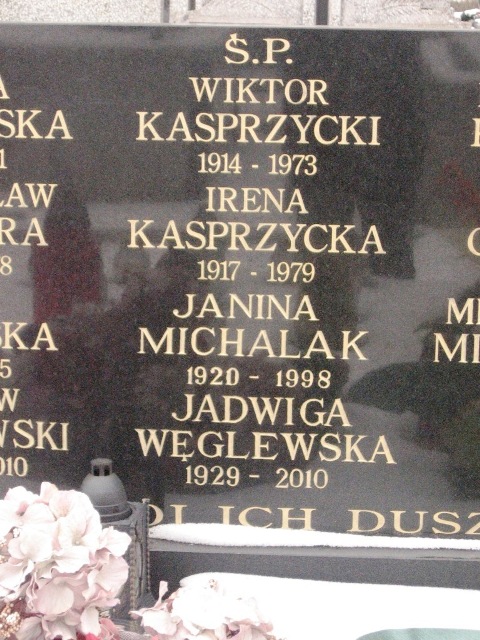 Ś.P.
WIKTOR
KASPRZYCKI
1914 - 1973
IRENA
KASPRZYCKA
1917 - 1979
JANINA
MICHALAK
1920 - 1998
JADWIGA
WĘGLEWSKA
1929 - 2010
ICH DUSZ